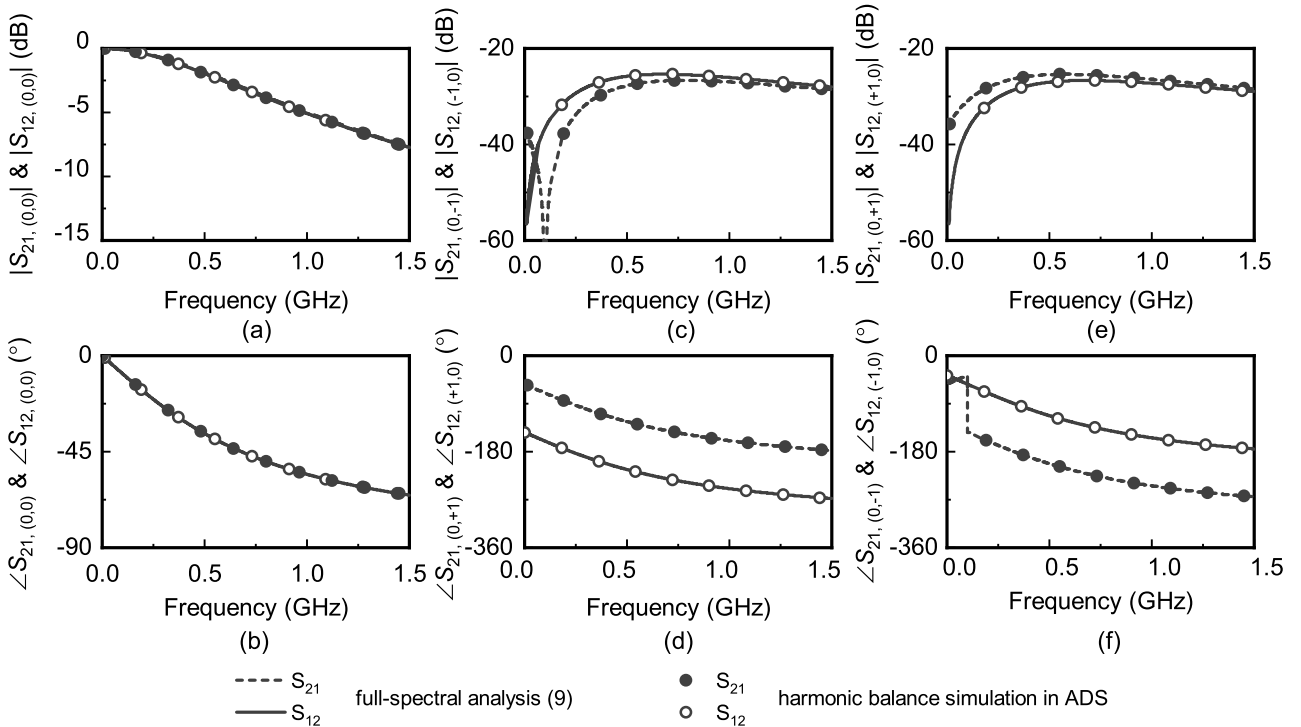 |S21, (0,0)| & |S12, (0,0)| (dB)
0
-5
-10
-15
0.0 0.5 1.0 1.5
Frequency (GHz)
(a)
|S21, (0,-1)| & |S12, (-1,0)| (dB)
-20
-40
-60
0.0 0.5 1.0 1.5
Frequency (GHz)
(c)
|S21, (0,+1)| & |S12, (+1,0)| (dB)
-20
-40
-60
0.0 0.5 1.0 1.5
Frequency (GHz)
(e)
∠S21, (0,0) & ∠S12, (0,0) (°)
0
-45
-90
0.0 0.5 1.0 1.5
Frequency (GHz)
(b)
∠S21, (0,+1) & ∠S12, (+1,0) (°)
0
-180
-360
0.0 0.5 1.0 1.5
Frequency (GHz)
(d)
∠S21, (0,-1) & ∠S12, (-1,0) (°)
0
-180
-360
0.0 0.5 1.0 1.5
Frequency (GHz)
(f)
S21
S12
full-spectral analysis (9)
S21
S12
harmonic balance simulation in ADS